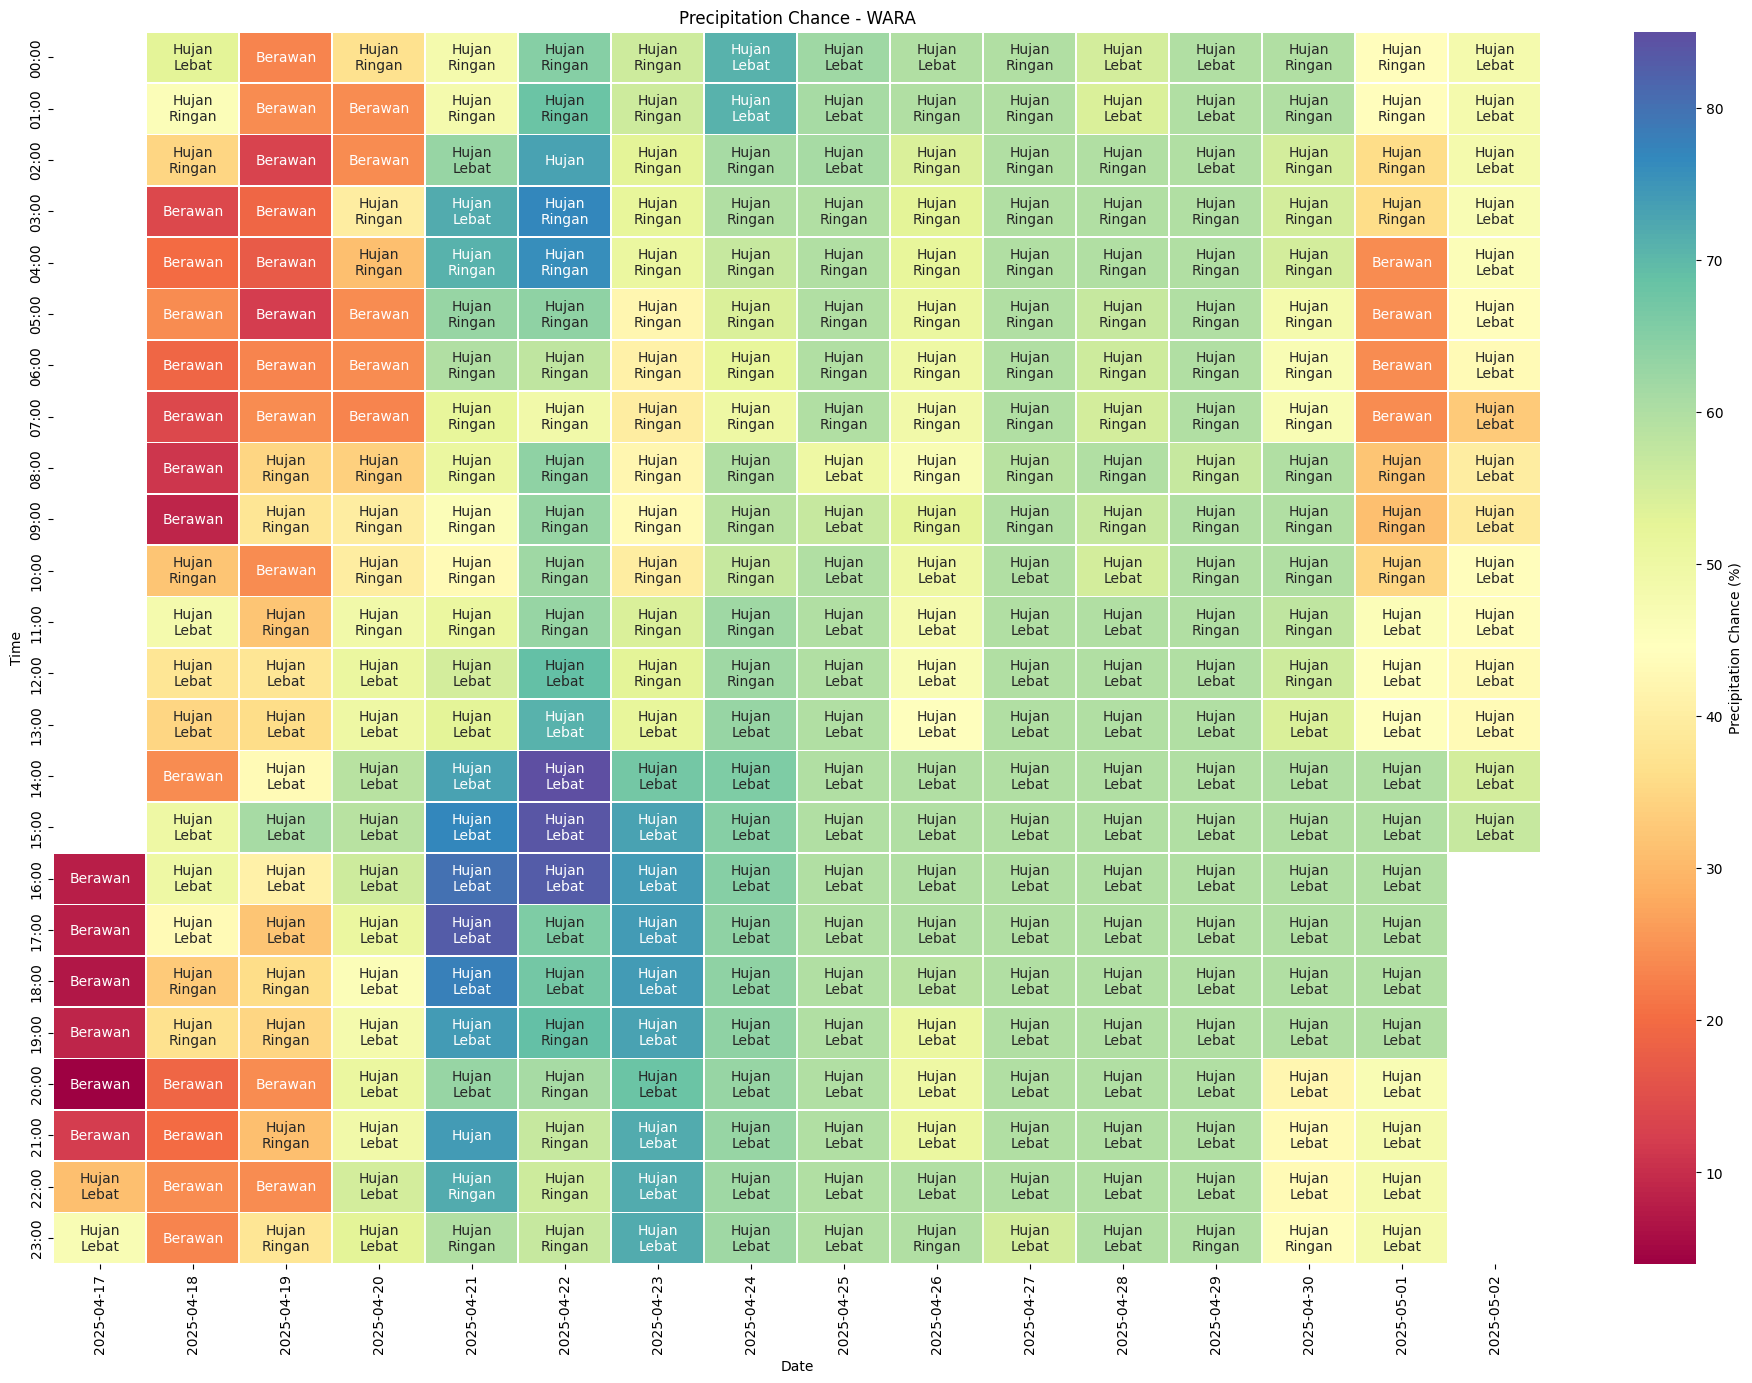 Precipitation Chance - WARA
00:00 Hujan Lebat Berawan Hujan Ringan Hujan Ringan Hujan Ringan Hujan Ringan Hujan Lebat Hujan Lebat Hujan Lebat Hujan Ringan Hujan Lebat Hujan Lebat Hujan Ringan Hujan Ringan Hujan Lebat
01:00 Hujan Ringan Berawan Berawan Hujan Ringan Hujan Ringan Hujan Ringan Hujan Lebat Hujan Lebat Hujan Ringan Hujan Ringan Hujan Lebat Hujan Lebat Hujan Ringan Hujan Ringan Hujan Lebat
02:00 Hujan Ringan Berawan Berawan Hujan Lebat Hujan Hujan Ringan Hujan Ringan Hujan Lebat Hujan Ringan Hujan Ringan Hujan Ringan Hujan Lebat Hujan Ringan Hujan Ringan Hujan Lebat
03:00 Berawan Berawan Hujan Ringan Hujan Lebat Hujan Ringan Hujan Ringan Hujan Ringan Hujan Ringan Hujan Ringan Hujan Ringan Hujan Ringan Hujan Ringan Hujan Ringan Hujan Ringan Hujan Lebat
04:00 Berawan Berawan Hujan Ringan Hujan Ringan Hujan Ringan Hujan Ringan Hujan Ringan Hujan Ringan Hujan Ringan Hujan Ringan Hujan Ringan Hujan Ringan Hujan Ringan Berawan Hujan Lebat
05:00 Berawan Berawan Berawan Hujan Ringan Hujan Ringan Hujan Ringan Hujan Ringan Hujan Ringan Hujan Ringan Hujan Ringan Hujan Ringan Hujan Ringan Hujan Ringan Berawan Hujan Lebat
06:00 Berawan Berawan Berawan Hujan Ringan Hujan Ringan Hujan Ringan Hujan Ringan Hujan Ringan Hujan Ringan Hujan Ringan Hujan Ringan Hujan Ringan Hujan Ringan Berawan Hujan Lebat
07:00 Berawan Berawan Berawan Hujan Ringan Hujan Ringan Hujan Ringan Hujan Ringan Hujan Ringan Hujan Ringan Hujan Ringan Hujan Ringan Hujan Ringan Hujan Ringan Berawan Hujan Lebat
08:00 Berawan Hujan Ringan Hujan Ringan Hujan Ringan Hujan Ringan Hujan Ringan Hujan Ringan Hujan Lebat Hujan Ringan Hujan Ringan Hujan Ringan Hujan Ringan Hujan Ringan Hujan Ringan Hujan Lebat
09:00 Berawan Hujan Ringan Hujan Ringan Hujan Ringan Hujan Ringan Hujan Ringan Hujan Ringan Hujan Lebat Hujan Ringan Hujan Ringan Hujan Ringan Hujan Ringan Hujan Ringan Hujan Ringan Hujan Lebat
10:00 Hujan Ringan Berawan Hujan Ringan Hujan Ringan Hujan Ringan Hujan Ringan Hujan Ringan Hujan Lebat Hujan Lebat Hujan Lebat Hujan Lebat Hujan Ringan Hujan Ringan Hujan Ringan Hujan Lebat
11:00 Hujan Lebat Hujan Ringan Hujan Ringan Hujan Ringan Hujan Ringan Hujan Ringan Hujan Ringan Hujan Lebat Hujan Lebat Hujan Lebat Hujan Lebat Hujan Ringan Hujan Ringan Hujan Lebat Hujan Lebat
12:00 Hujan Lebat Hujan Lebat Hujan Lebat Hujan Lebat Hujan Lebat Hujan Ringan Hujan Ringan Hujan Lebat Hujan Lebat Hujan Lebat Hujan Lebat Hujan Lebat Hujan Ringan Hujan Lebat Hujan Lebat
13:00 Hujan Lebat Hujan Lebat Hujan Lebat Hujan Lebat Hujan Lebat Hujan Lebat Hujan Lebat Hujan Lebat Hujan Lebat Hujan Lebat Hujan Lebat Hujan Lebat Hujan Lebat Hujan Lebat Hujan Lebat
14:00 Berawan Hujan Lebat Hujan Lebat Hujan Lebat Hujan Lebat Hujan Lebat Hujan Lebat Hujan Lebat Hujan Lebat Hujan Lebat Hujan Lebat Hujan Lebat Hujan Lebat Hujan Lebat Hujan Lebat
15:00 Hujan Lebat Hujan Lebat Hujan Lebat Hujan Lebat Hujan Lebat Hujan Lebat Hujan Lebat Hujan Lebat Hujan Lebat Hujan Lebat Hujan Lebat Hujan Lebat Hujan Lebat Hujan Lebat Hujan Lebat
16:00 Berawan Hujan Lebat Hujan Lebat Hujan Lebat Hujan Lebat Hujan Lebat Hujan Lebat Hujan Lebat Hujan Lebat Hujan Lebat Hujan Lebat Hujan Lebat Hujan Lebat Hujan Lebat Hujan Lebat
17:00 Berawan Hujan Lebat Hujan Lebat Hujan Lebat Hujan Lebat Hujan Lebat Hujan Lebat Hujan Lebat Hujan Lebat Hujan Lebat Hujan Lebat Hujan Lebat Hujan Lebat Hujan Lebat Hujan Lebat
18:00 Berawan Hujan Ringan Hujan Ringan Hujan Lebat Hujan Lebat Hujan Lebat Hujan Lebat Hujan Lebat Hujan Lebat Hujan Lebat Hujan Lebat Hujan Lebat Hujan Lebat Hujan Lebat Hujan Lebat
19:00 Berawan Hujan Ringan Hujan Ringan Hujan Lebat Hujan Lebat Hujan Ringan Hujan Lebat Hujan Lebat Hujan Lebat Hujan Lebat Hujan Lebat Hujan Lebat Hujan Lebat Hujan Lebat Hujan Lebat
20:00 Berawan Berawan Berawan Hujan Lebat Hujan Lebat Hujan Ringan Hujan Lebat Hujan Lebat Hujan Lebat Hujan Lebat Hujan Lebat Hujan Lebat Hujan Lebat Hujan Lebat Hujan Lebat
21:00 Berawan Berawan Hujan Ringan Hujan Lebat Hujan Hujan Ringan Hujan Lebat Hujan Lebat Hujan Lebat Hujan Lebat Hujan Lebat Hujan Lebat Hujan Lebat Hujan Lebat Hujan Lebat
22:00 Hujan Lebat Berawan Berawan Hujan Lebat Hujan Ringan Hujan Ringan Hujan Lebat Hujan Lebat Hujan Lebat Hujan Lebat Hujan Lebat Hujan Lebat Hujan Lebat Hujan Lebat Hujan Lebat
23:00 Hujan Lebat Berawan Hujan Ringan Hujan Lebat Hujan Ringan Hujan Ringan Hujan Lebat Hujan Lebat Hujan Lebat Hujan Ringan Hujan Lebat Hujan Lebat Hujan Ringan Hujan Ringan Hujan Lebat
Time
2025-04-17 2025-04-18 2025-04-19 2025-04-20 2025-04-21 2025-04-22 2025-04-23 2025-04-24 2025-04-25 2025-04-26 2025-04-27 2025-04-28 2025-04-29 2025-04-30 2025-05-01 2025-05-02
Date
80
70
60
50
40
30
20
10
Precipitation Chance (%)